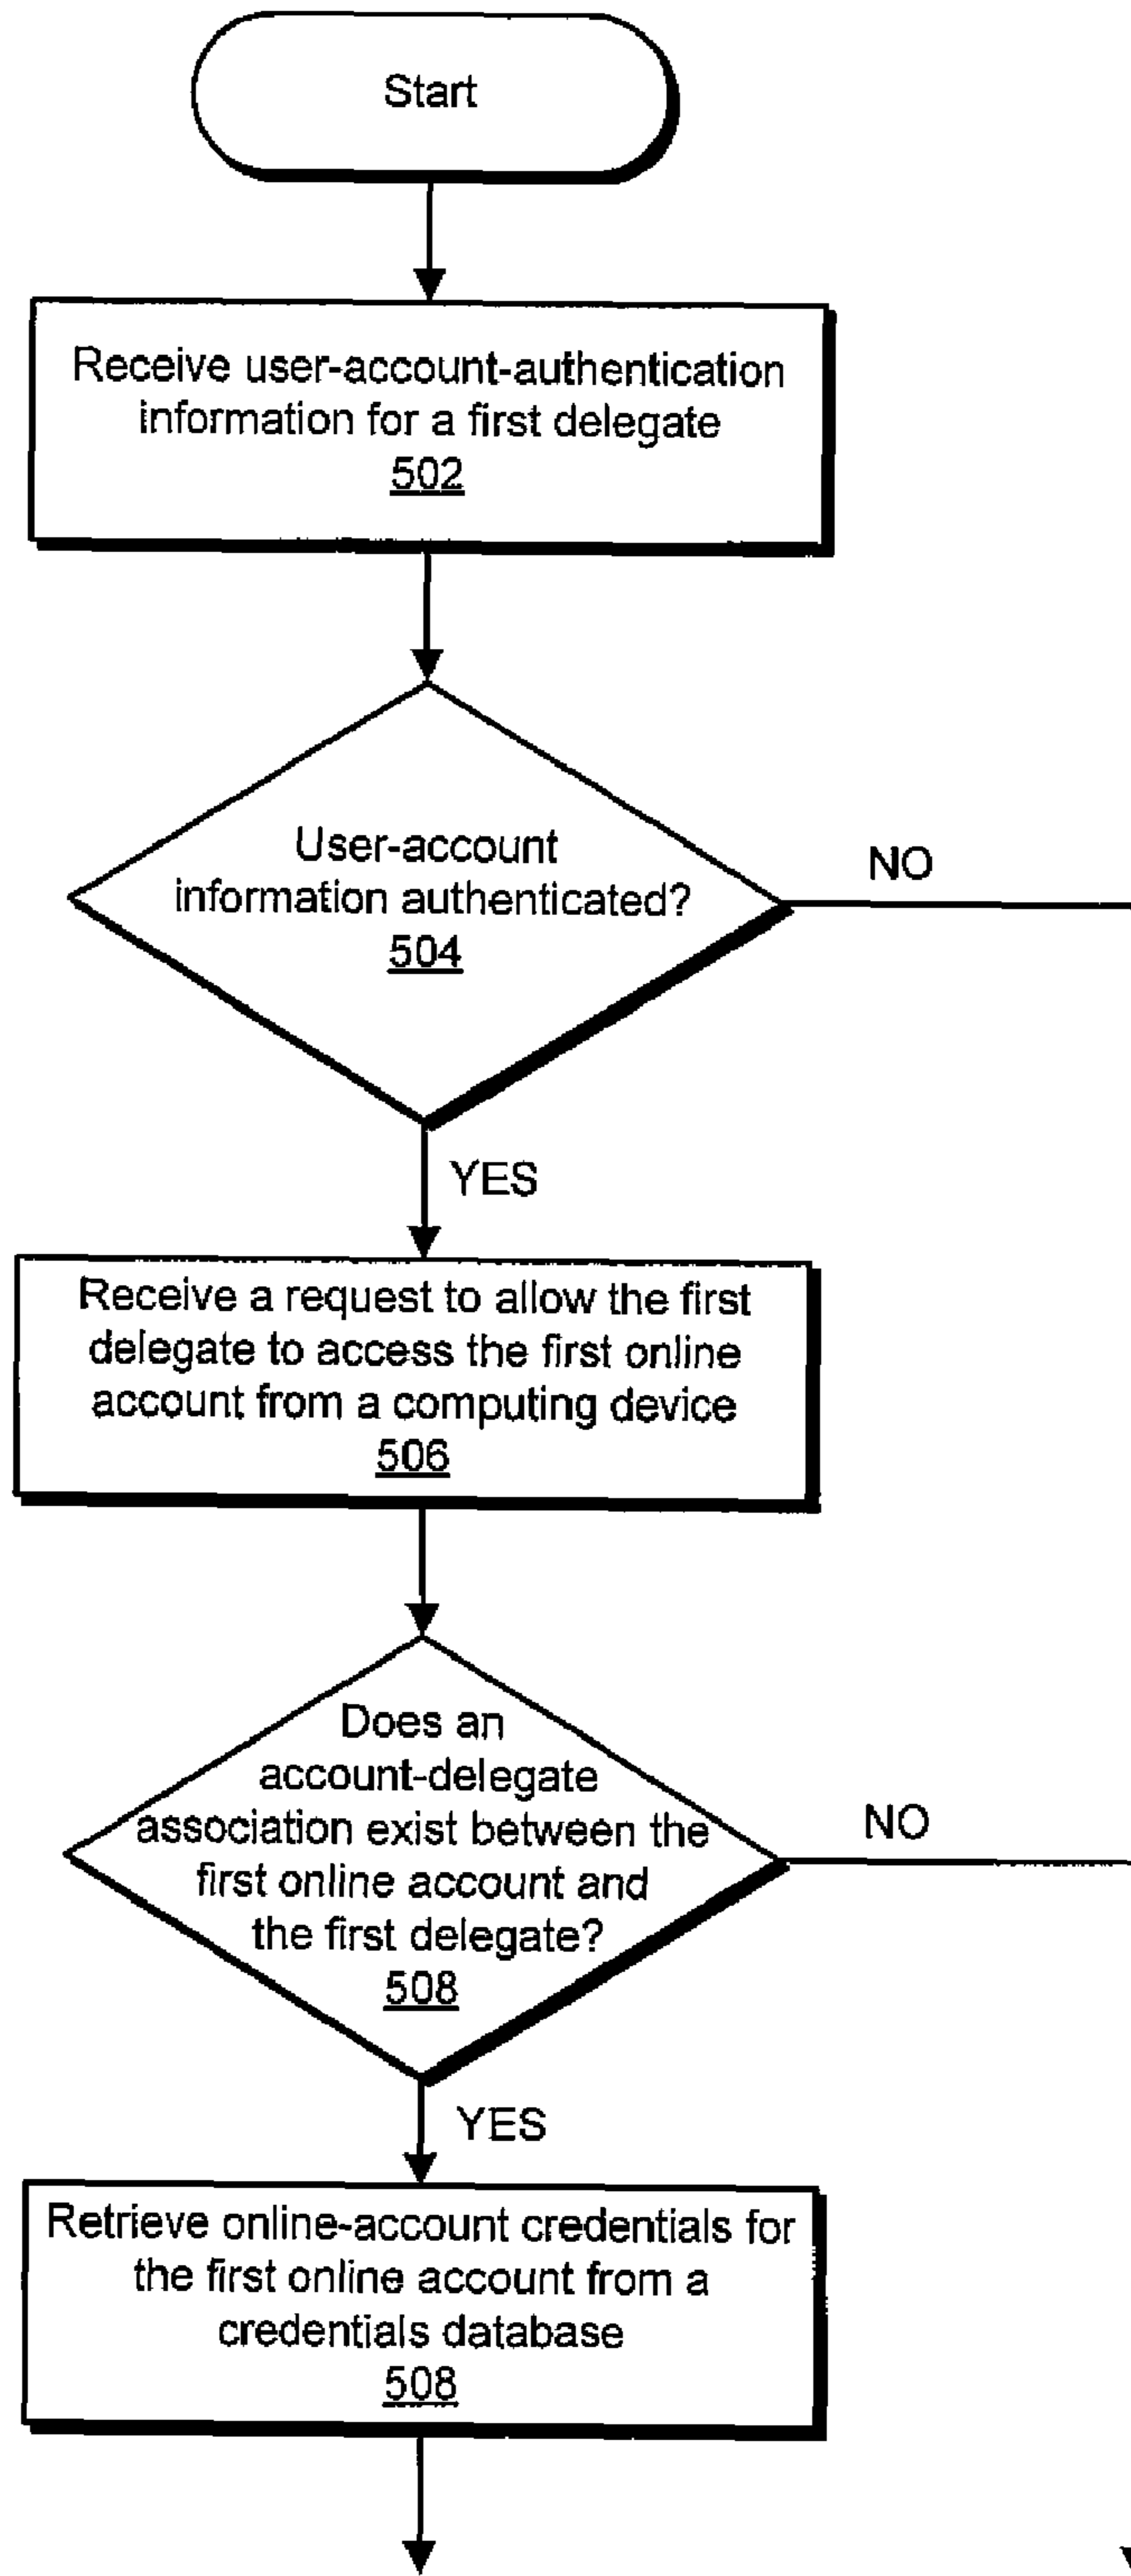 Start
Receive user-account-authentication
information for a first delegate
502
User-account
information authenticated?
504
NO
YES
Receive a request to allow the first
delegate to access the first online
account from a computing device
506
Does an
account-delegate
association exist between the
first online account and
the first delegate?
508
NO
YES
Retrieve online-account credentials for
the first online account from a
credentials database
508